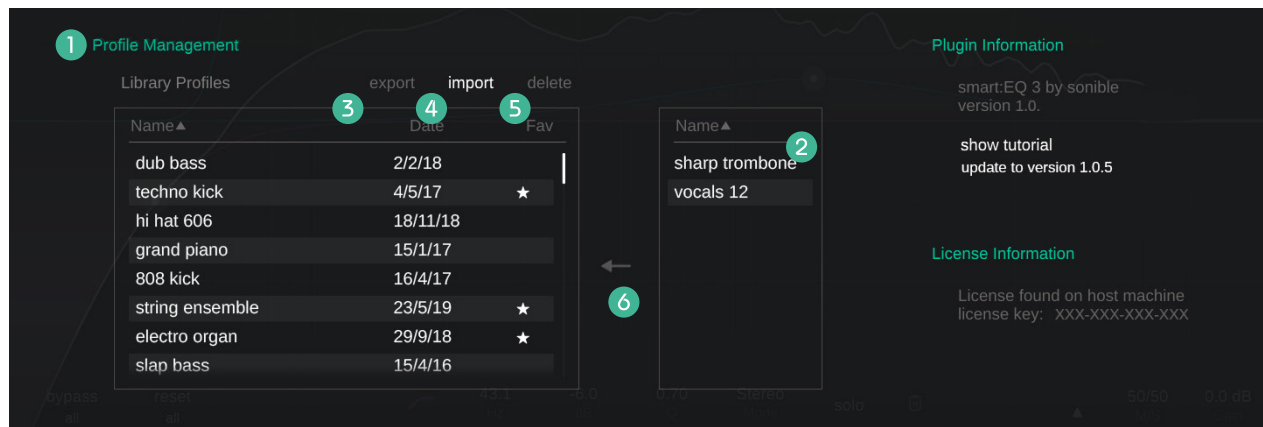 1 Profile Management
Library Profiles export import delete
3 4 5
Name▲ Date Fav
dub bass 2/2/18
techno kick 4/5/17 ★
hi hat 606 18/11/18
grand piano 15/1/17
808 kick 16/4/17
string ensemble 23/5/19 ★
electro organ 29/9/18 ★
slap bass 15/4/16
←
6
Name▲
2
sharp trombone
vocals 12
Plugin Information
smart:EQ 3 by sonible
version 1.0.
show tutorial
update to version 1.0.5
License Information
License found on host machine
license key: XXX-XXX-XXX-XXX
bypass reset 43.1 -6.0 0.70 Stereo solo 50/50 0.0 dB
all all